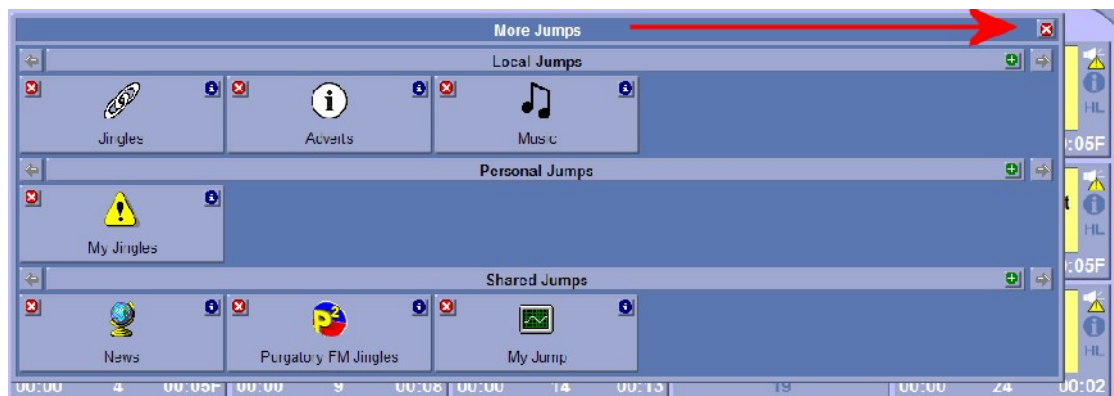 More Jumps
Local Jumps
:05F
Jingles
Adverts
Music
HL
Personal Jumps
My Jingles
HL
:05F
Shared Jumps
News
Purgatory FM Jingles
My Jump
HL
00:00 4 00:05F 00:00 9 00:08 00:00 14 00:13 19 00:00 24 00:02